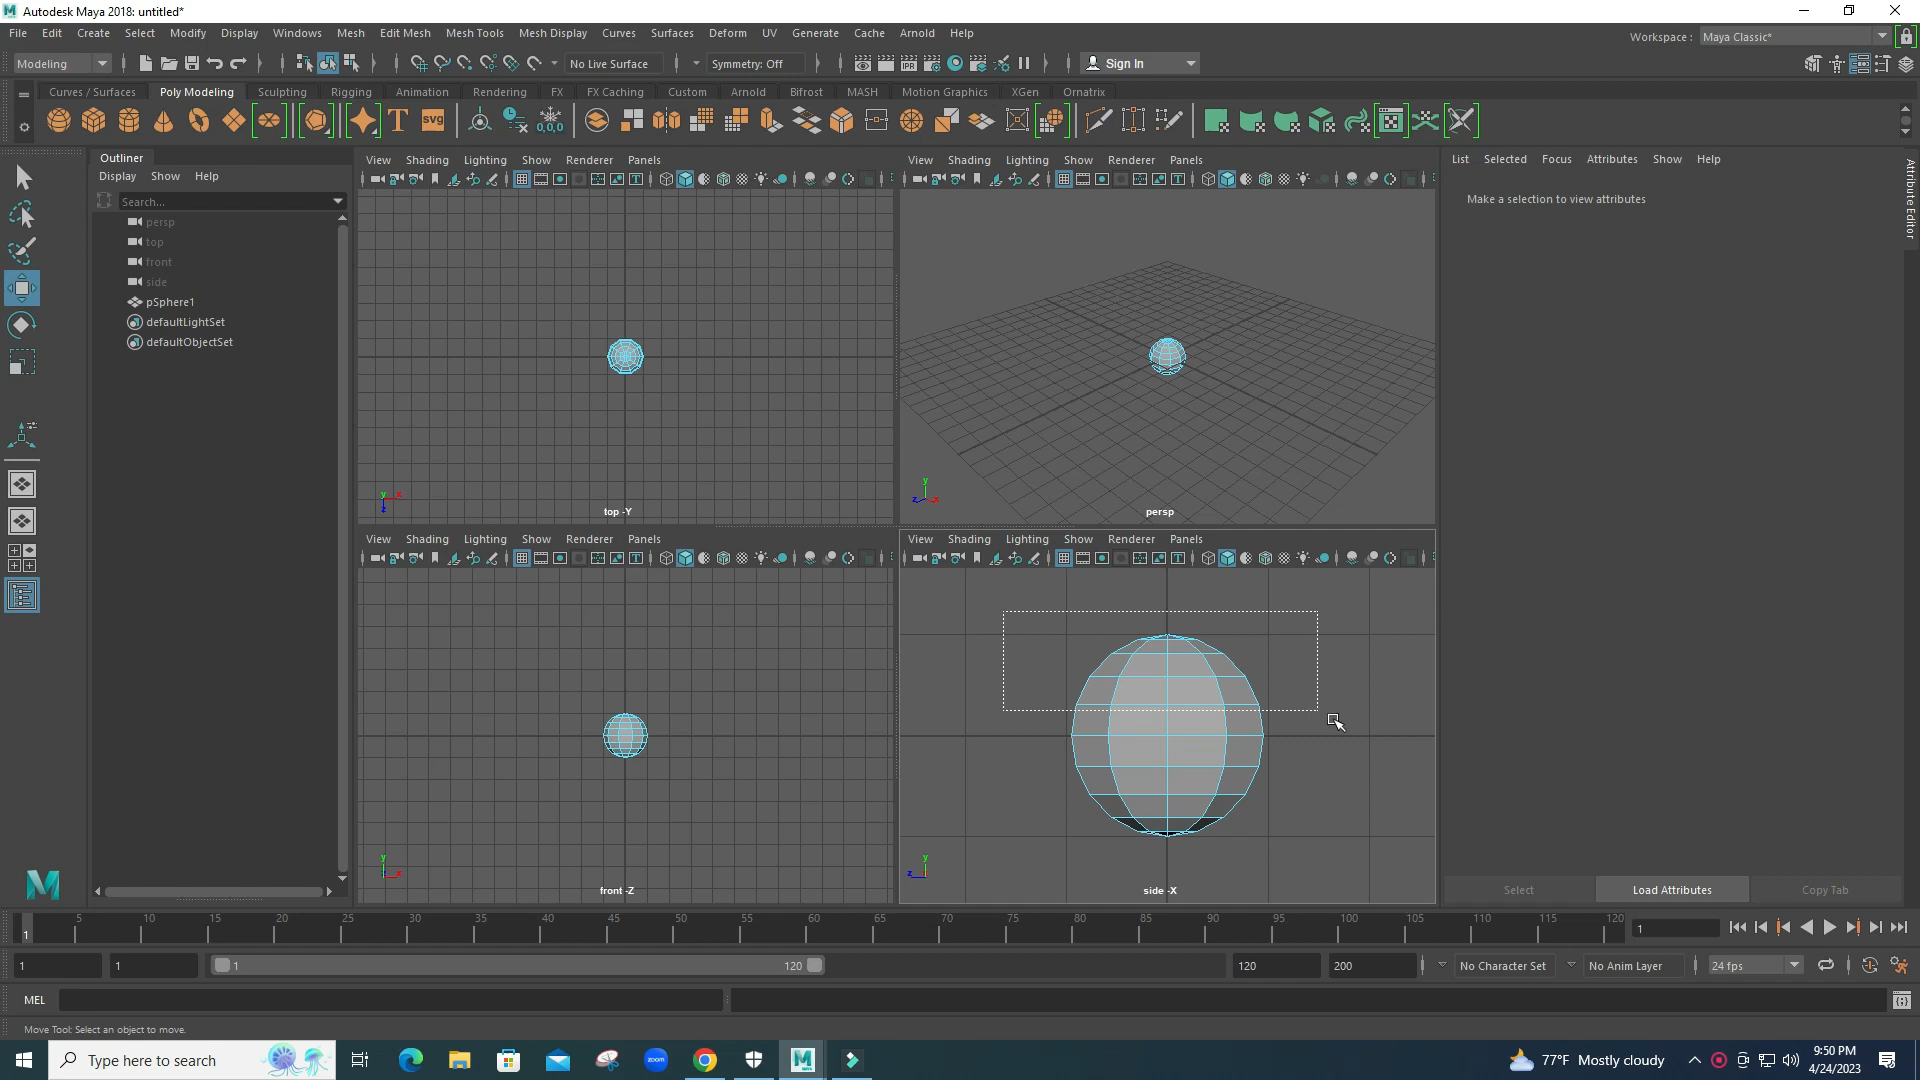 Autodesk Maya 2018: untitled*
File Edit Create Select Modify Display Windows Mesh Edit Mesh Mesh Tools Mesh Display Curves Surfaces Deform UV Generate Cache Arnold Help
Workspace : Maya Classic*
Modeling No Live Surface Symmetry: Off Sign In
Curves / Surfaces Poly Modeling Sculpting Rigging Animation Rendering FX FX Caching Custom Arnold Bifrost MASH Motion Graphics XGen Ornatrix
Outliner
Display Show Help
Search...
persp
top
front
side
pSphere1
defaultLightSet
defaultObjectSet
View Shading Lighting Show Renderer Panels
top -Y
View Shading Lighting Show Renderer Panels
persp
View Shading Lighting Show Renderer Panels
front -Z
View Shading Lighting Show Renderer Panels
side -X
List Selected Focus Attributes Show Help
Make a selection to view attributes
Attribute Editor
Select Load Attributes Copy Tab
5 10 15 20 25 30 35 40 45 50 55 60 65 70 75 80 85 90 95 100 105 110 115 120
1
1
1 1 1 120 120 200 No Character Set No Anim Layer 24 fps
MEL
Move Tool: Select an object to move.
Type here to search
zoom
77°F Mostly cloudy
9:50 PM
4/24/2023